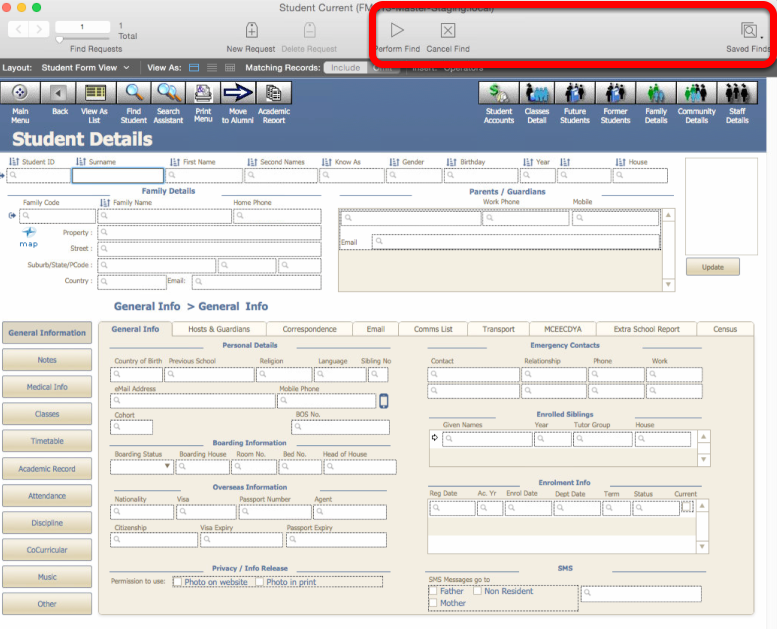 Student Current (FM-Master-Staging.local)
1
1
Total
Find Requests
New Request Delete Request
Perform Find Cancel Find
Saved Finds
Layout: Student Form View View As: Matching Records: Include Omit Insert: Operators
Main Menu
Back
View As List
Find Student
Search Assistant
Print Menu
Move to Alumni
Academic Record
Student Accounts
Classes Detail
Future Students
Former Students
Family Details
Community Details
Staff Details
Student Details
Student ID Surname First Name Second Names Know As Gender Birthday Year House
Family Details
Parents / Guardians
Family Code Family Name Home Phone
Work Phone Mobile
map
Property :
Email
Street :
Suburb/State/PCode :
Country : Email:
Update
General Info > General Info
General Information
Notes
Medical Info
Classes
Timetable
Academic Record
Attendance
Discipline
CoCurricular
Music
Other
General Info Hosts & Guardians Correspondence Email Comms List Transport MCEECDYA Extra School Report Census
Personal Details
Country of Birth Previous School Religion Language Sibling No
eMail Address Mobile Phone
Cohort BOS No.
Boarding Information
Boarding Status Boarding House Room No. Bed No. Head of House
Overseas Information
Nationality Visa Passport Number Agent
Citizenship Visa Expiry Passport Expiry
Privacy / Info Release
Permission to use: Photo on website Photo in print
Emergency Contacts
Contact Relationship Phone Work
Enrolled Siblings
Given Names Year Tutor Group House
Enrolment Info
Reg Date Ac. Yr Enrol Date Dept Date Term Status Current
SMS
SMS Messages go to
Father Non Resident
Mother